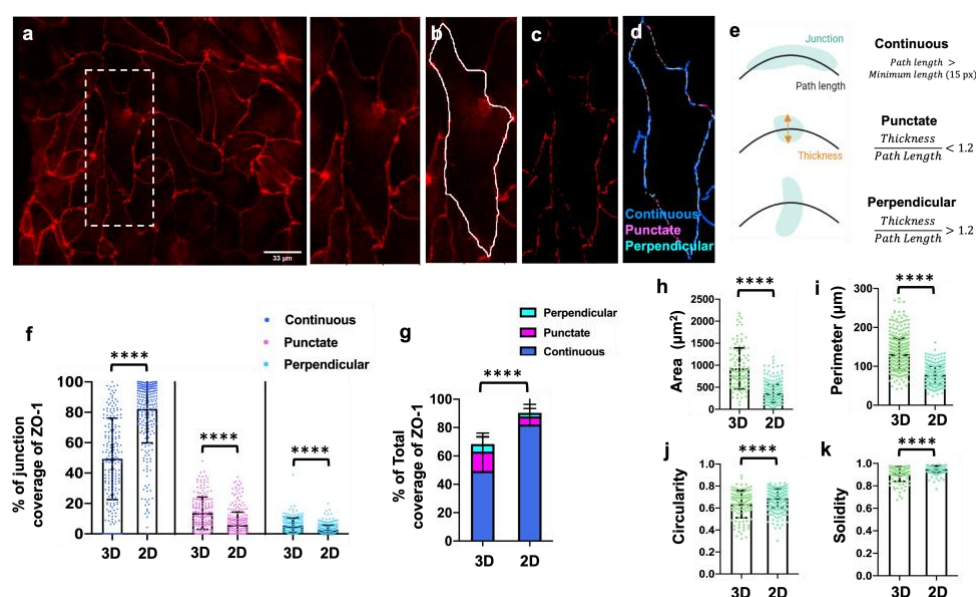 a
b
c
d
e
33 µm
Continuous
Punctate
Perpendicular
Junction
Path length
Thickness
Continuous
Path length >
Minimum length (15 px)
Punctate
Thickness
Path Length
< 1.2
Perpendicular
Thickness
Path Length
> 1.2
f
Continuous
Punctate
Perpendicular
% of junction
coverage of ZO-1
100
80
60
40
20
0
****
****
****
3D 2D 3D 2D 3D 2D
g
Perpendicular
Punctate
Continuous
% of Total
coverage of ZO-1
100
80
60
40
20
0
****
3D 2D
h
Area (µm²)
2500
2000
1500
1000
500
0
****
3D 2D
i
Perimeter (µm)
300
200
100
0
****
3D 2D
j
Circularity
1.0
0.8
0.6
0.4
0.2
0.0
****
3D 2D
k
Solidity
1.0
0.8
0.6
0.4
0.2
0.0
****
3D 2D